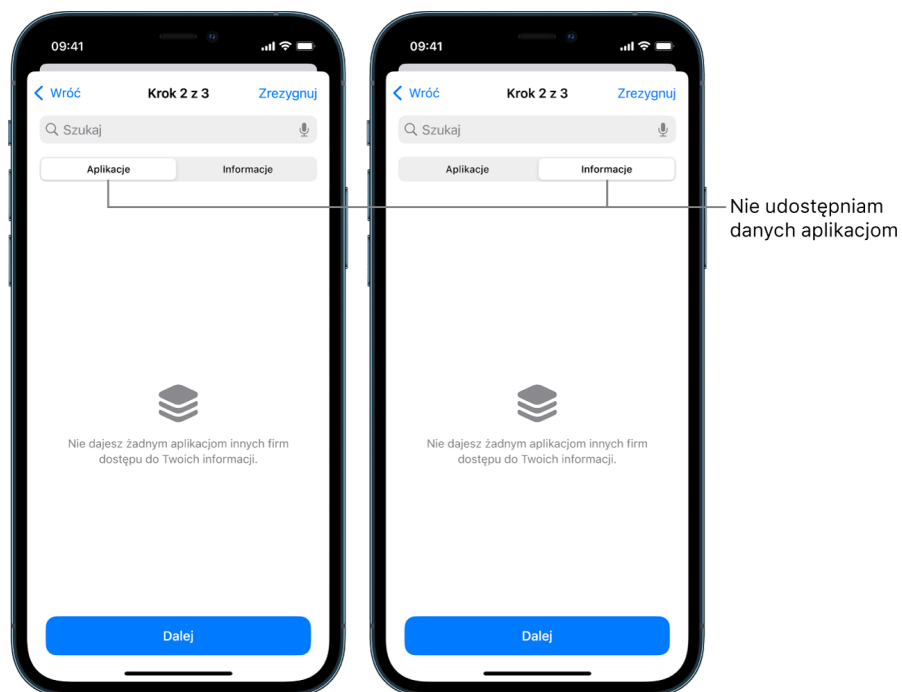 09:41
Wróć
Krok 2 z 3
Zrezygnuj
Szukaj
Aplikacje
Informacje
Nie dajesz żadnym aplikacjom innych firm
dostępu do Twoich informacji.
Dalej
09:41
Wróć
Krok 2 z 3
Zrezygnuj
Szukaj
Aplikacje
Informacje
Nie dajesz żadnym aplikacjom innych firm
dostępu do Twoich informacji.
Dalej
Nie udostępniam
danych aplikacjom